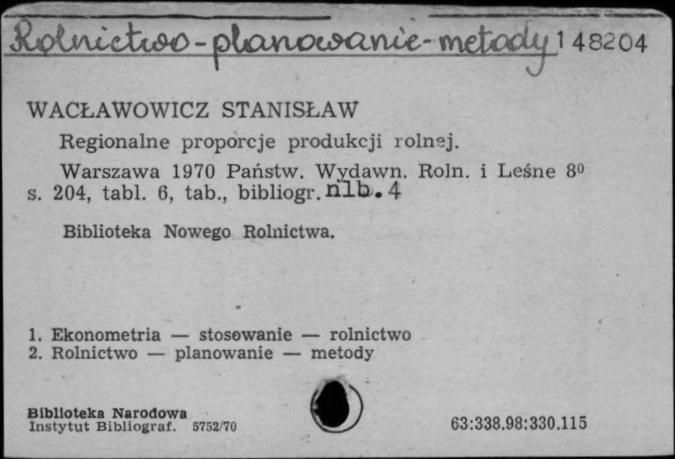 Rolnictwo-planowanie-metody 148204
WACŁAWOWICZ STANISŁAW
Regionalne proporcje produkcji rolnej.
Warszawa 1970 Państw. Wydawn. Roln. i Leśne 8⁰
s. 204, tabl. 6, tab., bibliogr. nlb. 4
Biblioteka Nowego Rolnictwa.
1. Ekonometria — stosowanie — rolnictwo
2. Rolnictwo — planowanie — metody
Biblioteka Narodowa
Instytut Bibliograf. 5752/70
63:338.98:330.115